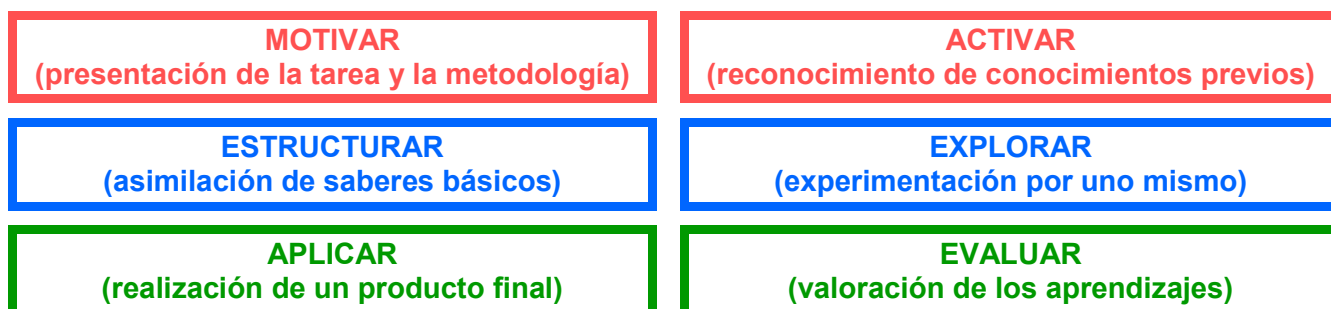 MOTIVAR
(presentación de la tarea y la metodología)
ACTIVAR
(reconocimiento de conocimientos previos)
ESTRUCTURAR
(asimilación de saberes básicos)
EXPLORAR
(experimentación por uno mismo)
APLICAR
(realización de un producto final)
EVALUAR
(valoración de los aprendizajes)